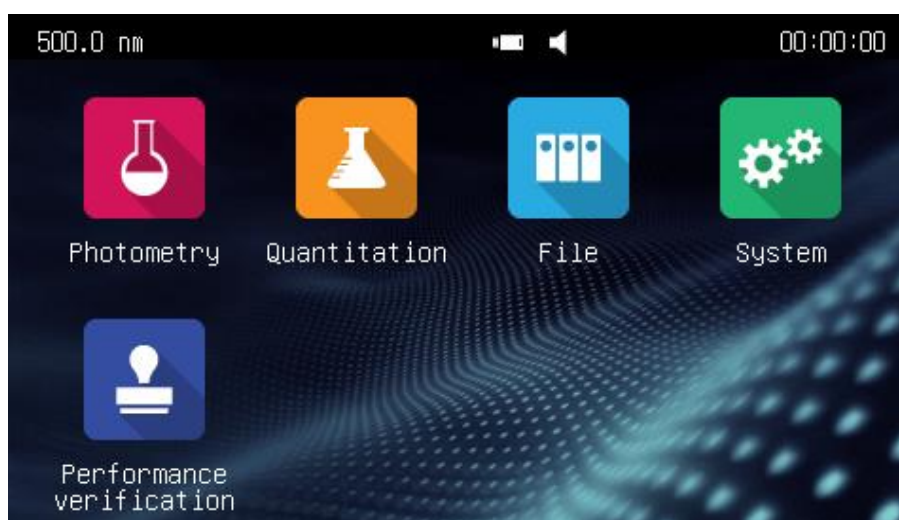 500.0 nm 00:00:00
Photometry Quantitation File System
Performance
verification